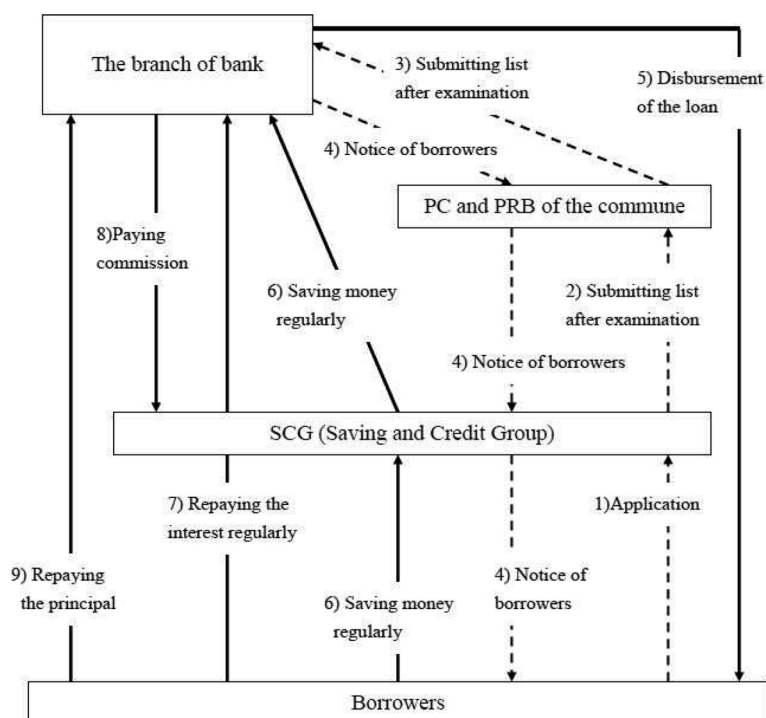 The branch of bank
3) Submitting list
after examination
5) Disbursement
of the loan
4) Notice of borrowers
PC and PRB of the commune
8)Paying
commission
6) Saving money
regularly
2) Submitting list
after examination
4) Notice of borrowers
SCG (Saving and Credit Group)
7) Repaying the
interest regularly
1)Application
9) Repaying
the principal
6) Saving money
regularly
4) Notice of
borrowers
Borrowers